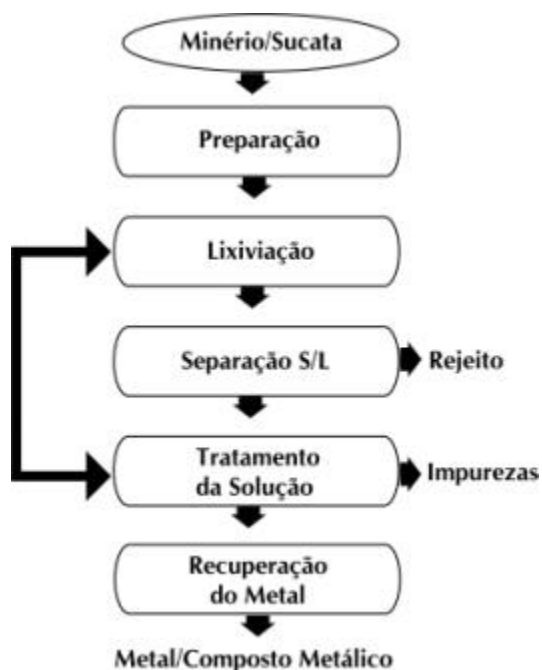 Minério/Sucata
Preparação
Lixiviação
Separação S/L
Rejeito
Tratamento
da Solução
Impurezas
Recuperação
do Metal
Metal/Composto Metálico